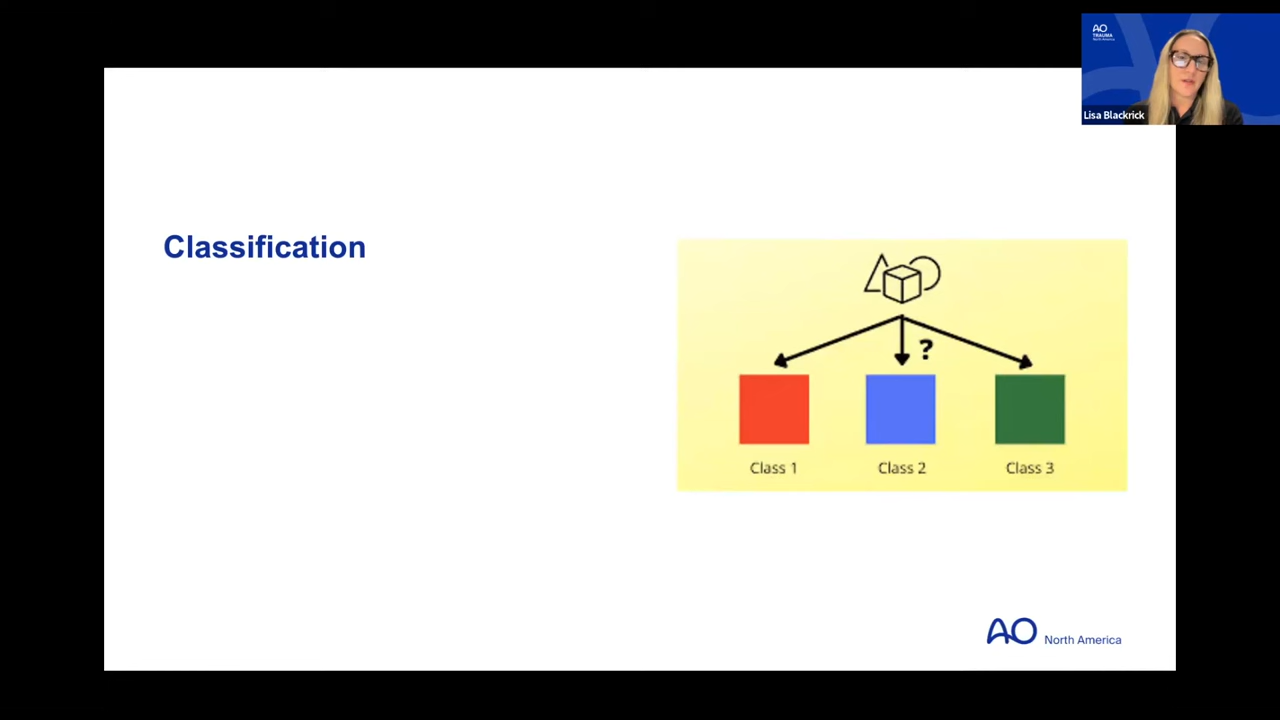 AO
TRAUMA
North America
Lisa Blackrick
Classification
?
Class 1
Class 2
Class 3
AO North America